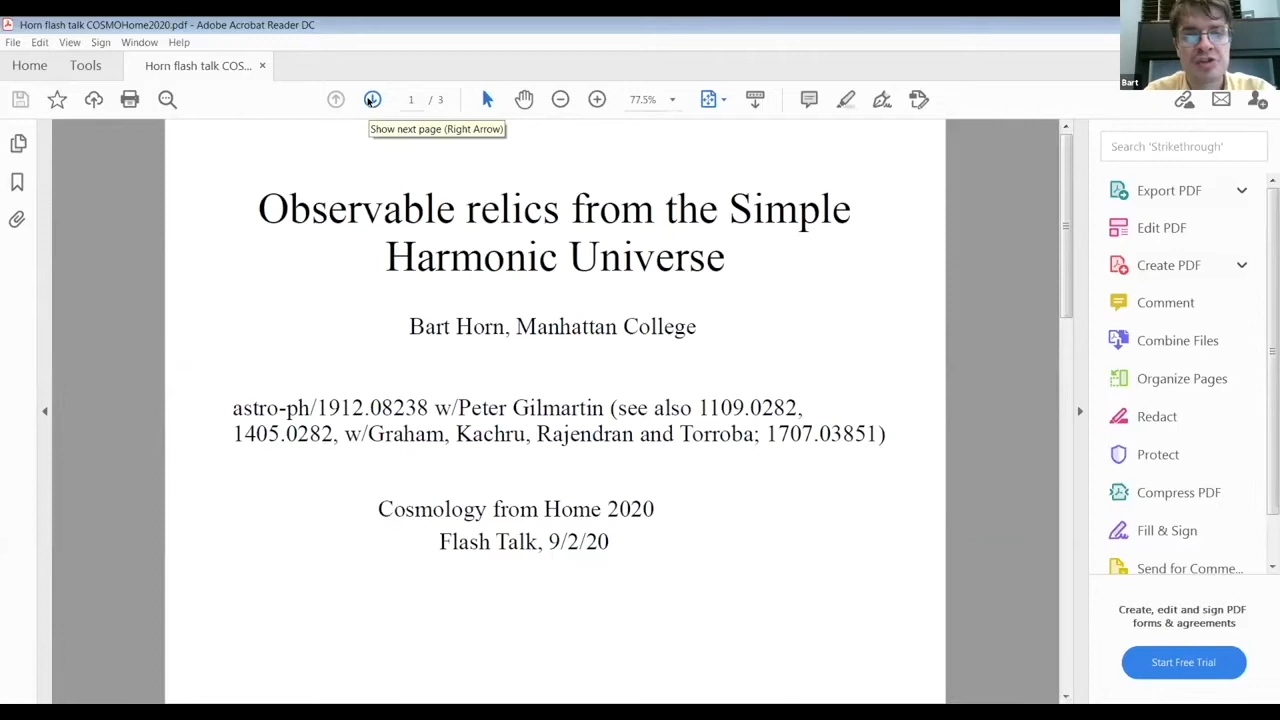 Horn flash talk COSMOHome2020.pdf - Adobe Acrobat Reader DC
File Edit View Sign Window Help
Home Tools Horn flash talk COS... ×
1 / 3 77.5%
Show next page (Right Arrow)
Bart
Observable relics from the Simple
Harmonic Universe
Bart Horn, Manhattan College
astro-ph/1912.08238 w/Peter Gilmartin (see also 1109.0282,
1405.0282, w/Graham, Kachru, Rajendran and Torroba; 1707.03851)
Cosmology from Home 2020
Flash Talk, 9/2/20
Search 'Strikethrough'
Export PDF
Edit PDF
Create PDF
Comment
Combine Files
Organize Pages
Redact
Protect
Compress PDF
Fill & Sign
Send for Comme...
Create, edit and sign PDF
forms & agreements
Start Free Trial